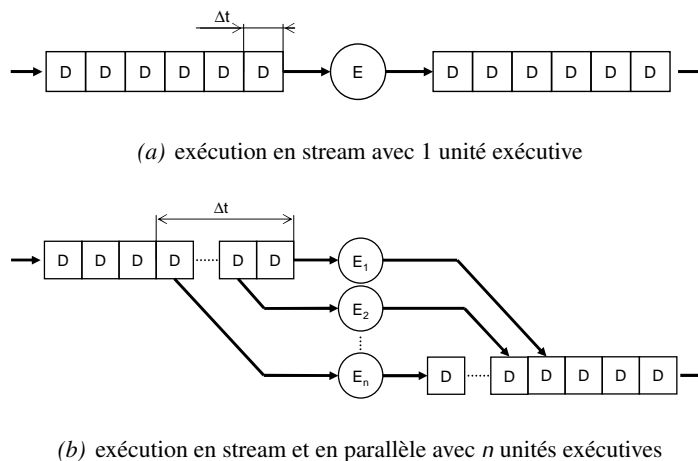 Δt
D D D D D D E D D D D D D
(a) exécution en stream avec 1 unité exécutive
Δt
D D D D ...... D D E₁
E₂
Eₙ D ...... D D D D D
(b) exécution en stream et en parallèle avec n unités exécutives